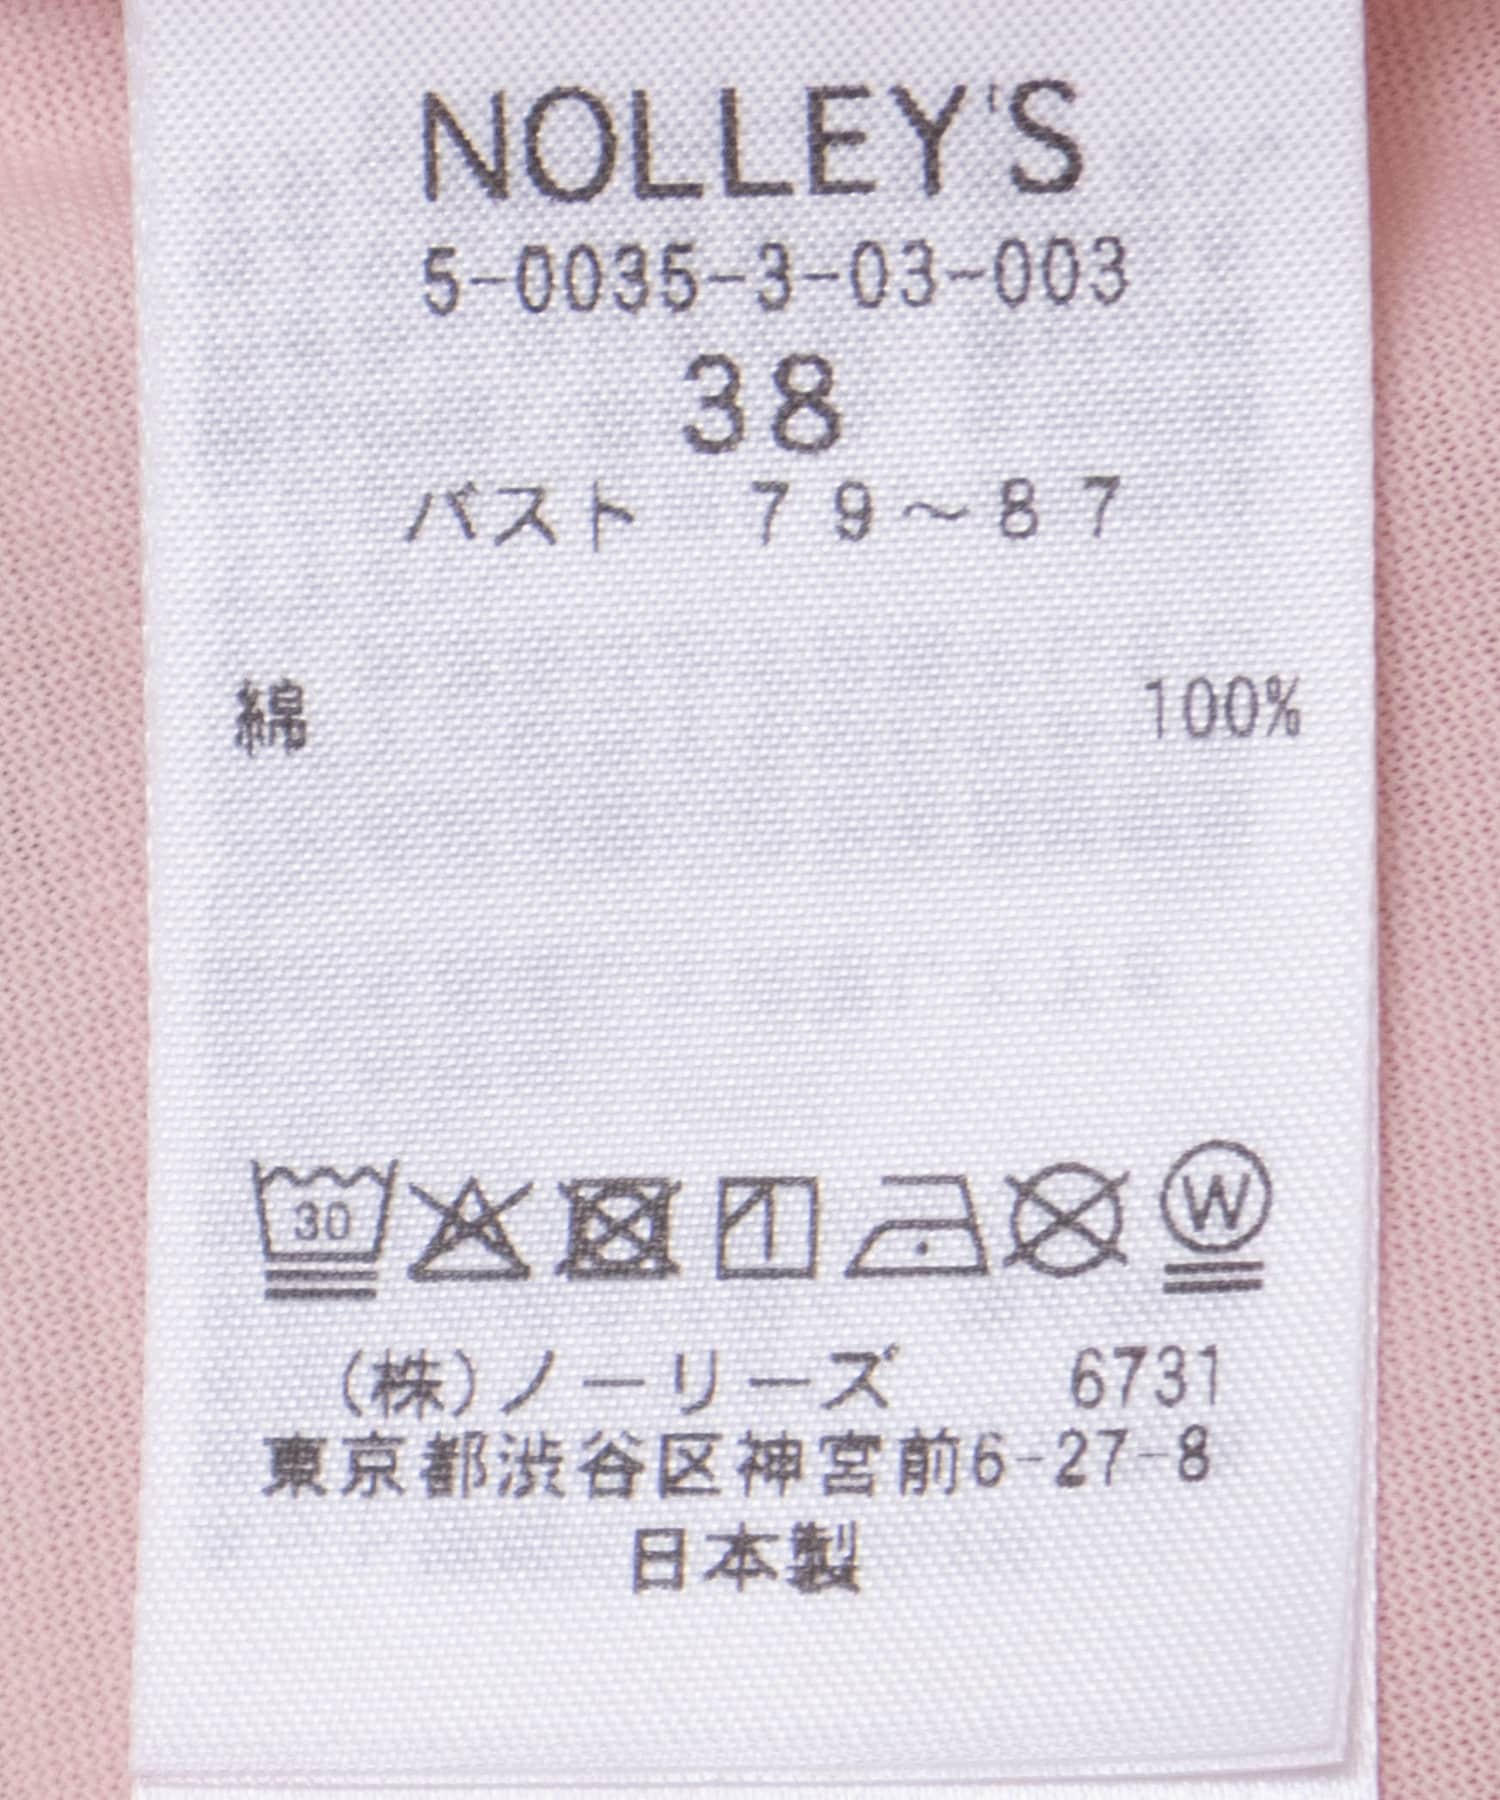 NOLLEY'S
5-0035-3-03-003
38
バスト　７９～８７
綿 100%
30 W
(株)ノーリーズ 6731
東京都渋谷区神宮前6-27-8
日本製